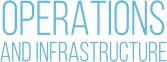 OPERATIONS
AND INFRASTRUCTURE